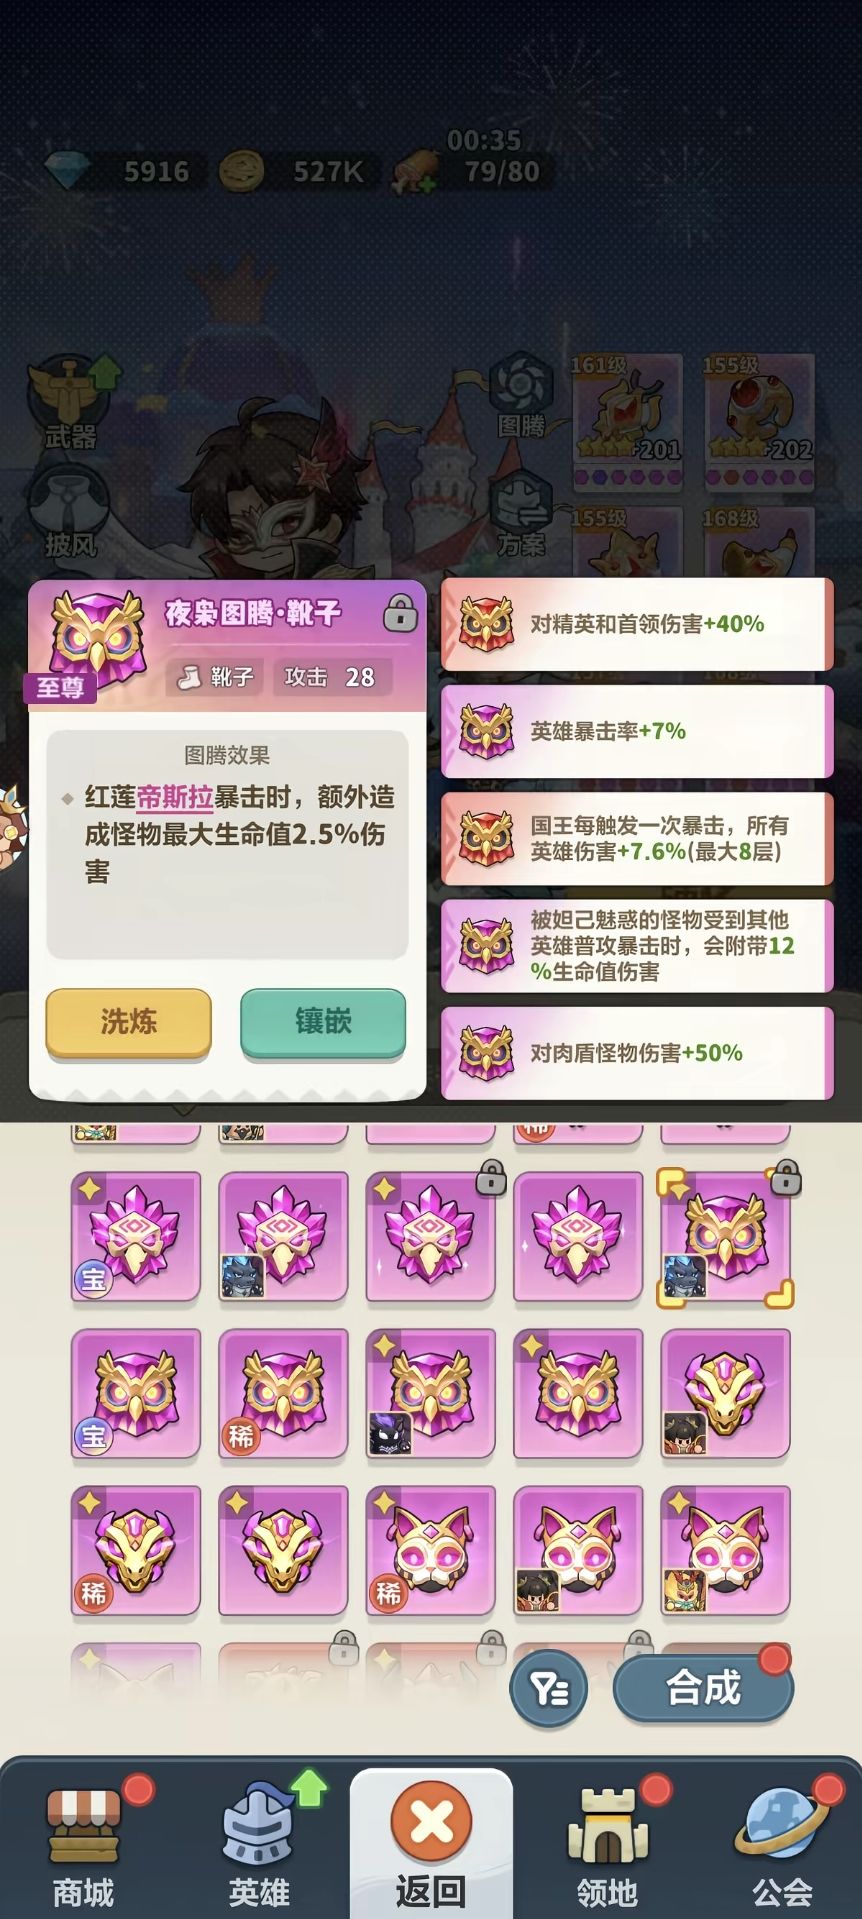 00:35
5916
527K
79/80
161级
155级
武器
图腾
+201
+202
155级
168级
披风
方案
夜枭图腾·靴子
至尊
靴子
攻击 28
图腾效果
红莲帝斯拉暴击时，额外造
成怪物最大生命值2.5%伤
害
洗炼
镶嵌
对精英和首领伤害+40%
英雄暴击率+7%
国王每触发一次暴击，所有
英雄伤害+7.6%(最大8层)
被妲己魅惑的怪物受到其他
英雄普攻暴击时，会附带12
%生命值伤害
对肉盾怪物伤害+50%
稀
宝
宝
稀
稀
稀
合成
商城
英雄
返回
领地
公会